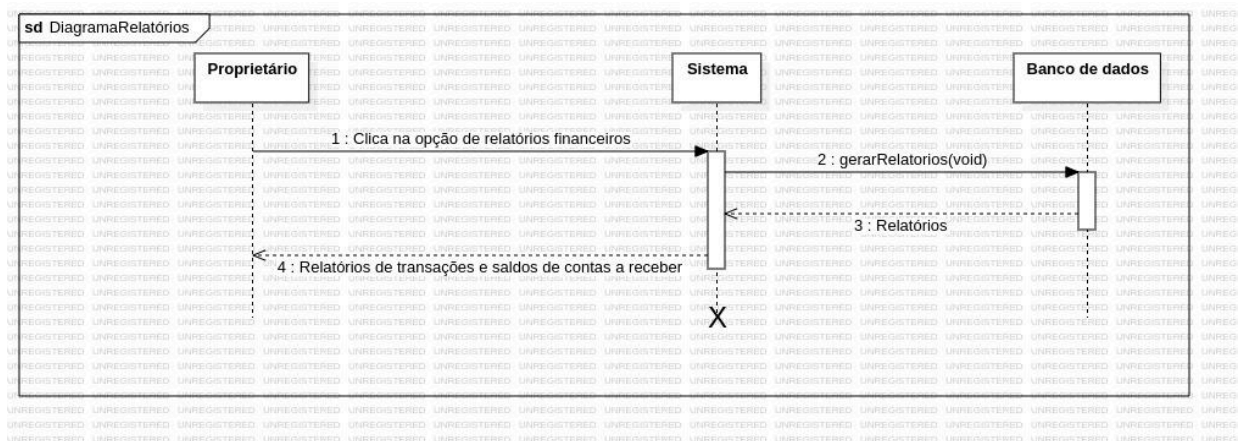 sd DiagramaRelatórios
Proprietário
Sistema
Banco de dados
1 : Clica na opção de relatórios financeiros
2 : gerarRelatorios(void)
3 : Relatórios
4 : Relatórios de transações e saldos de contas a receber
X
UNREGISTERED